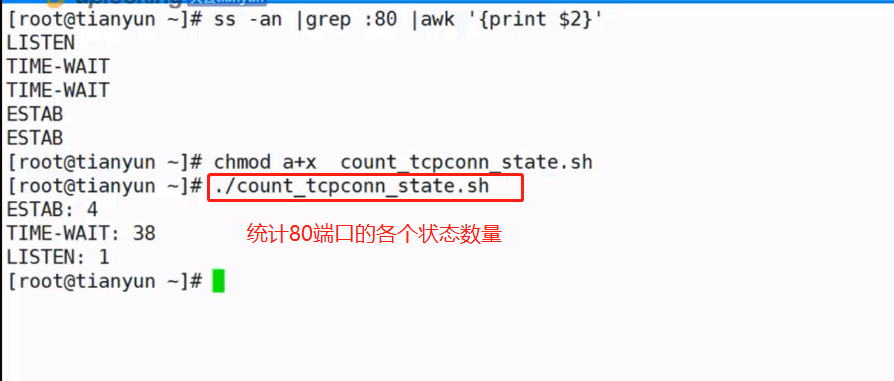 [root@tianyun ~]# ss -an |grep :80 |awk '{print $2}'
LISTEN
TIME-WAIT
TIME-WAIT
ESTAB
ESTAB
[root@tianyun ~]# chmod a+x  count_tcpconn_state.sh
[root@tianyun ~]# ./count_tcpconn_state.sh
ESTAB: 4
TIME-WAIT: 38
统计80端口的各个状态数量
LISTEN: 1
[root@tianyun ~]#